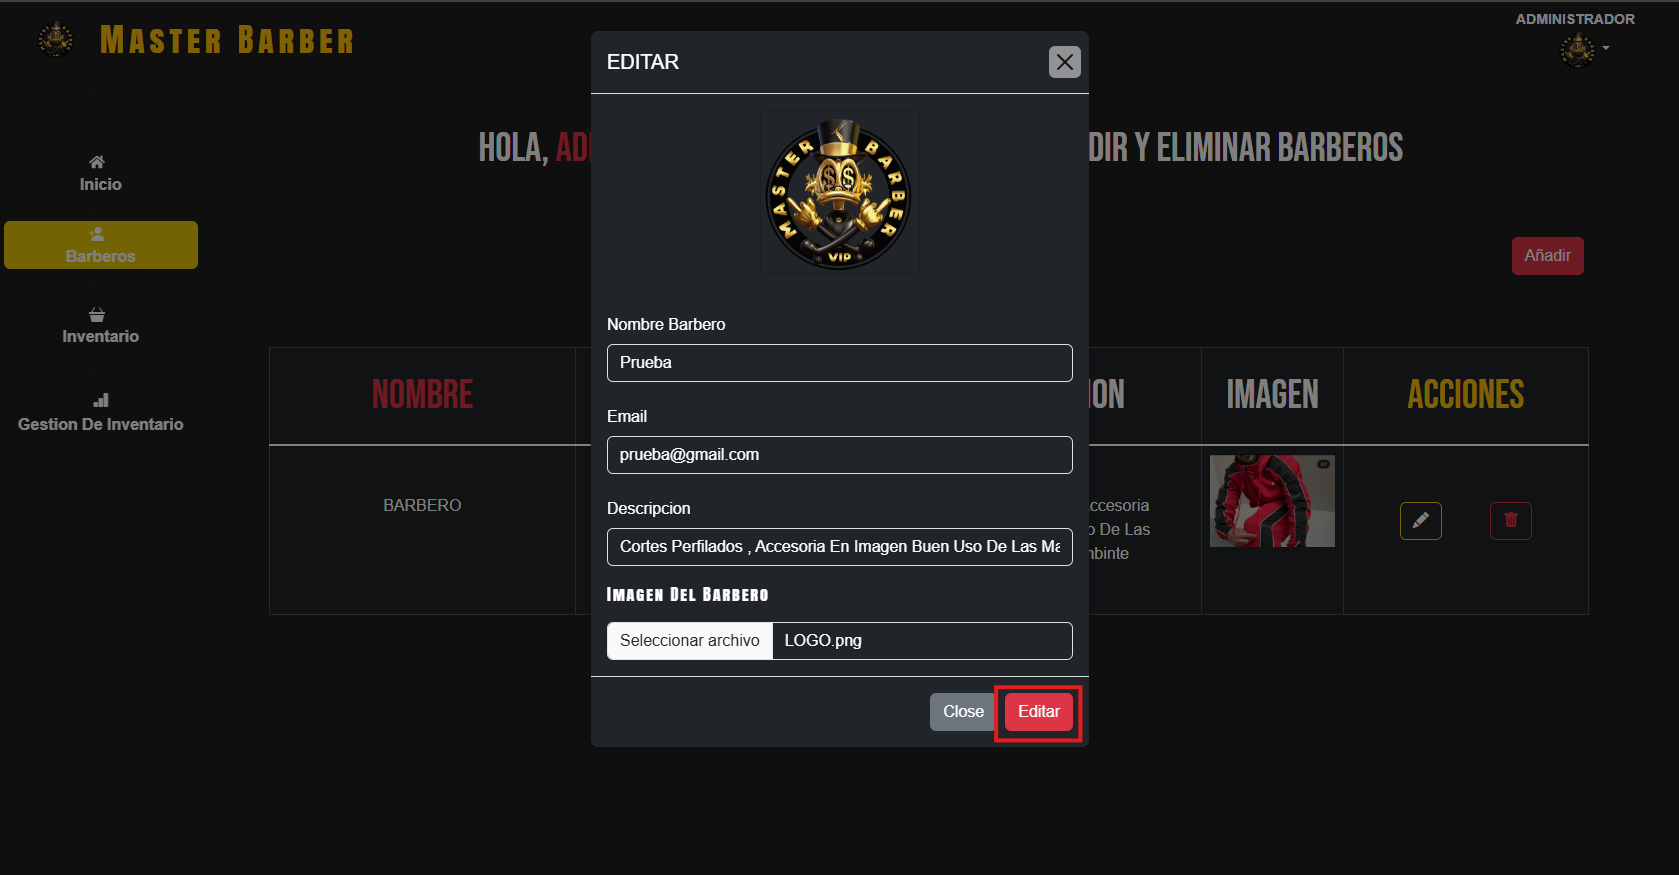 MASTER BARBER
ADMINISTRADOR
EDITAR
HOLA, AD
DIR Y ELIMINAR BARBEROS
MASTER BARBER
VIP
Inicio
Barberos
Inventario
Gestion De Inventario
Añadir
Nombre Barbero
Prueba
Email
prueba@gmail.com
Descripcion
Cortes Perfilados , Accesoria En Imagen Buen Uso De Las Ma
Imagen Del Barbero
Seleccionar archivo LOGO.png
Close Editar
NOMBRE
ION
IMAGEN
ACCIONES
BARBERO
ccesoria
o De Las
nbinte